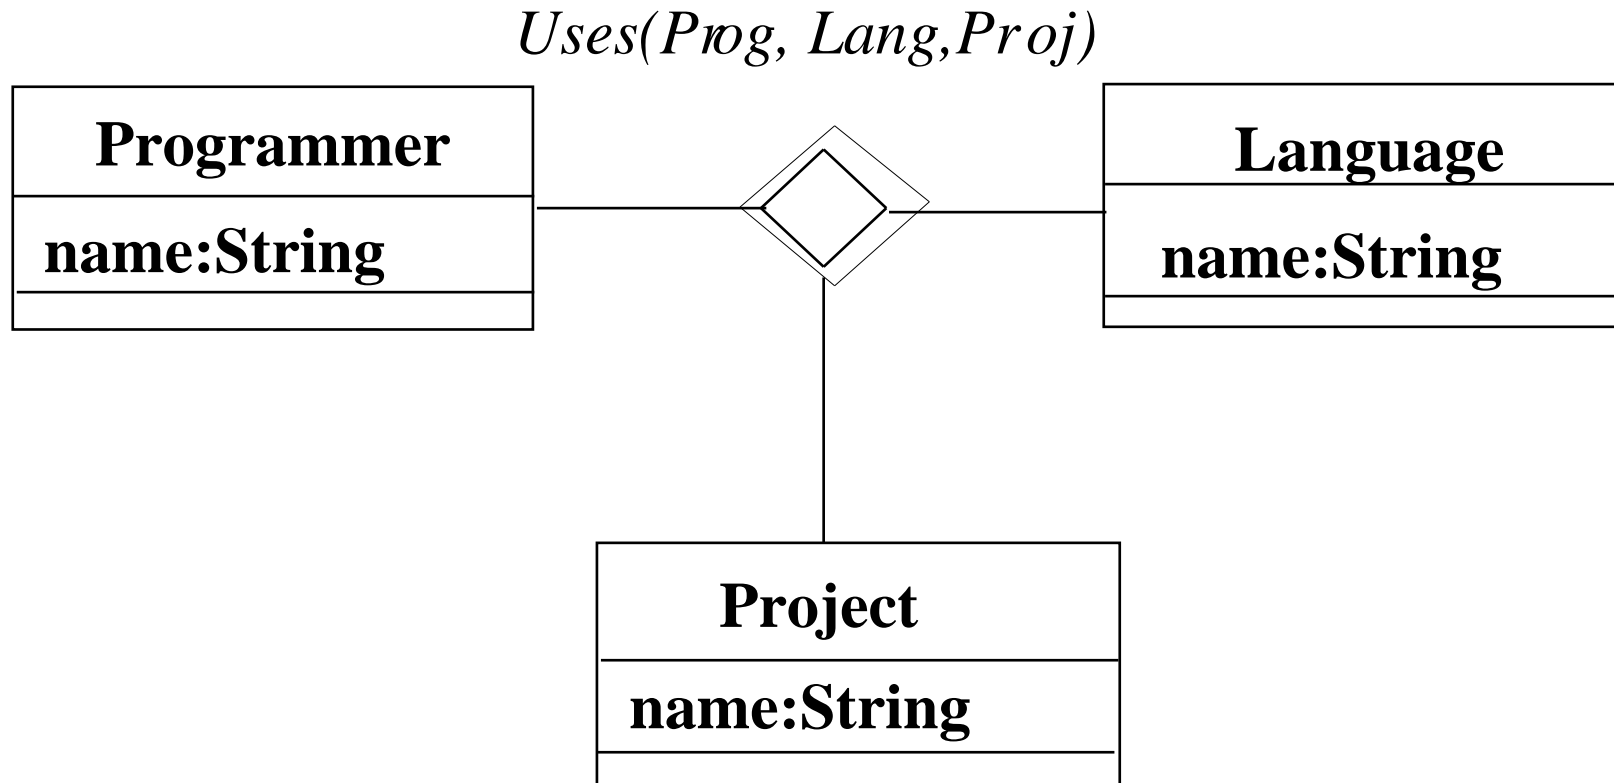 Uses(Prog, Lang,Proj)
Programmer
name:String
Language
name:String
Project
name:String